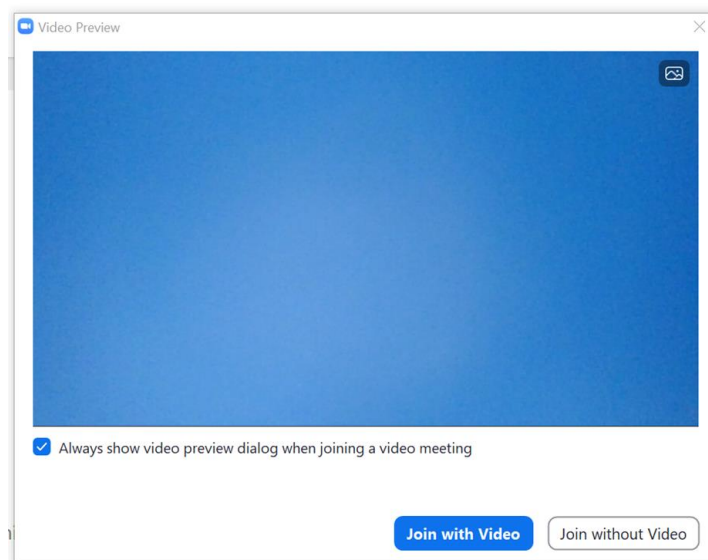 Video Preview
Always show video preview dialog when joining a video meeting
Join with Video
Join without Video